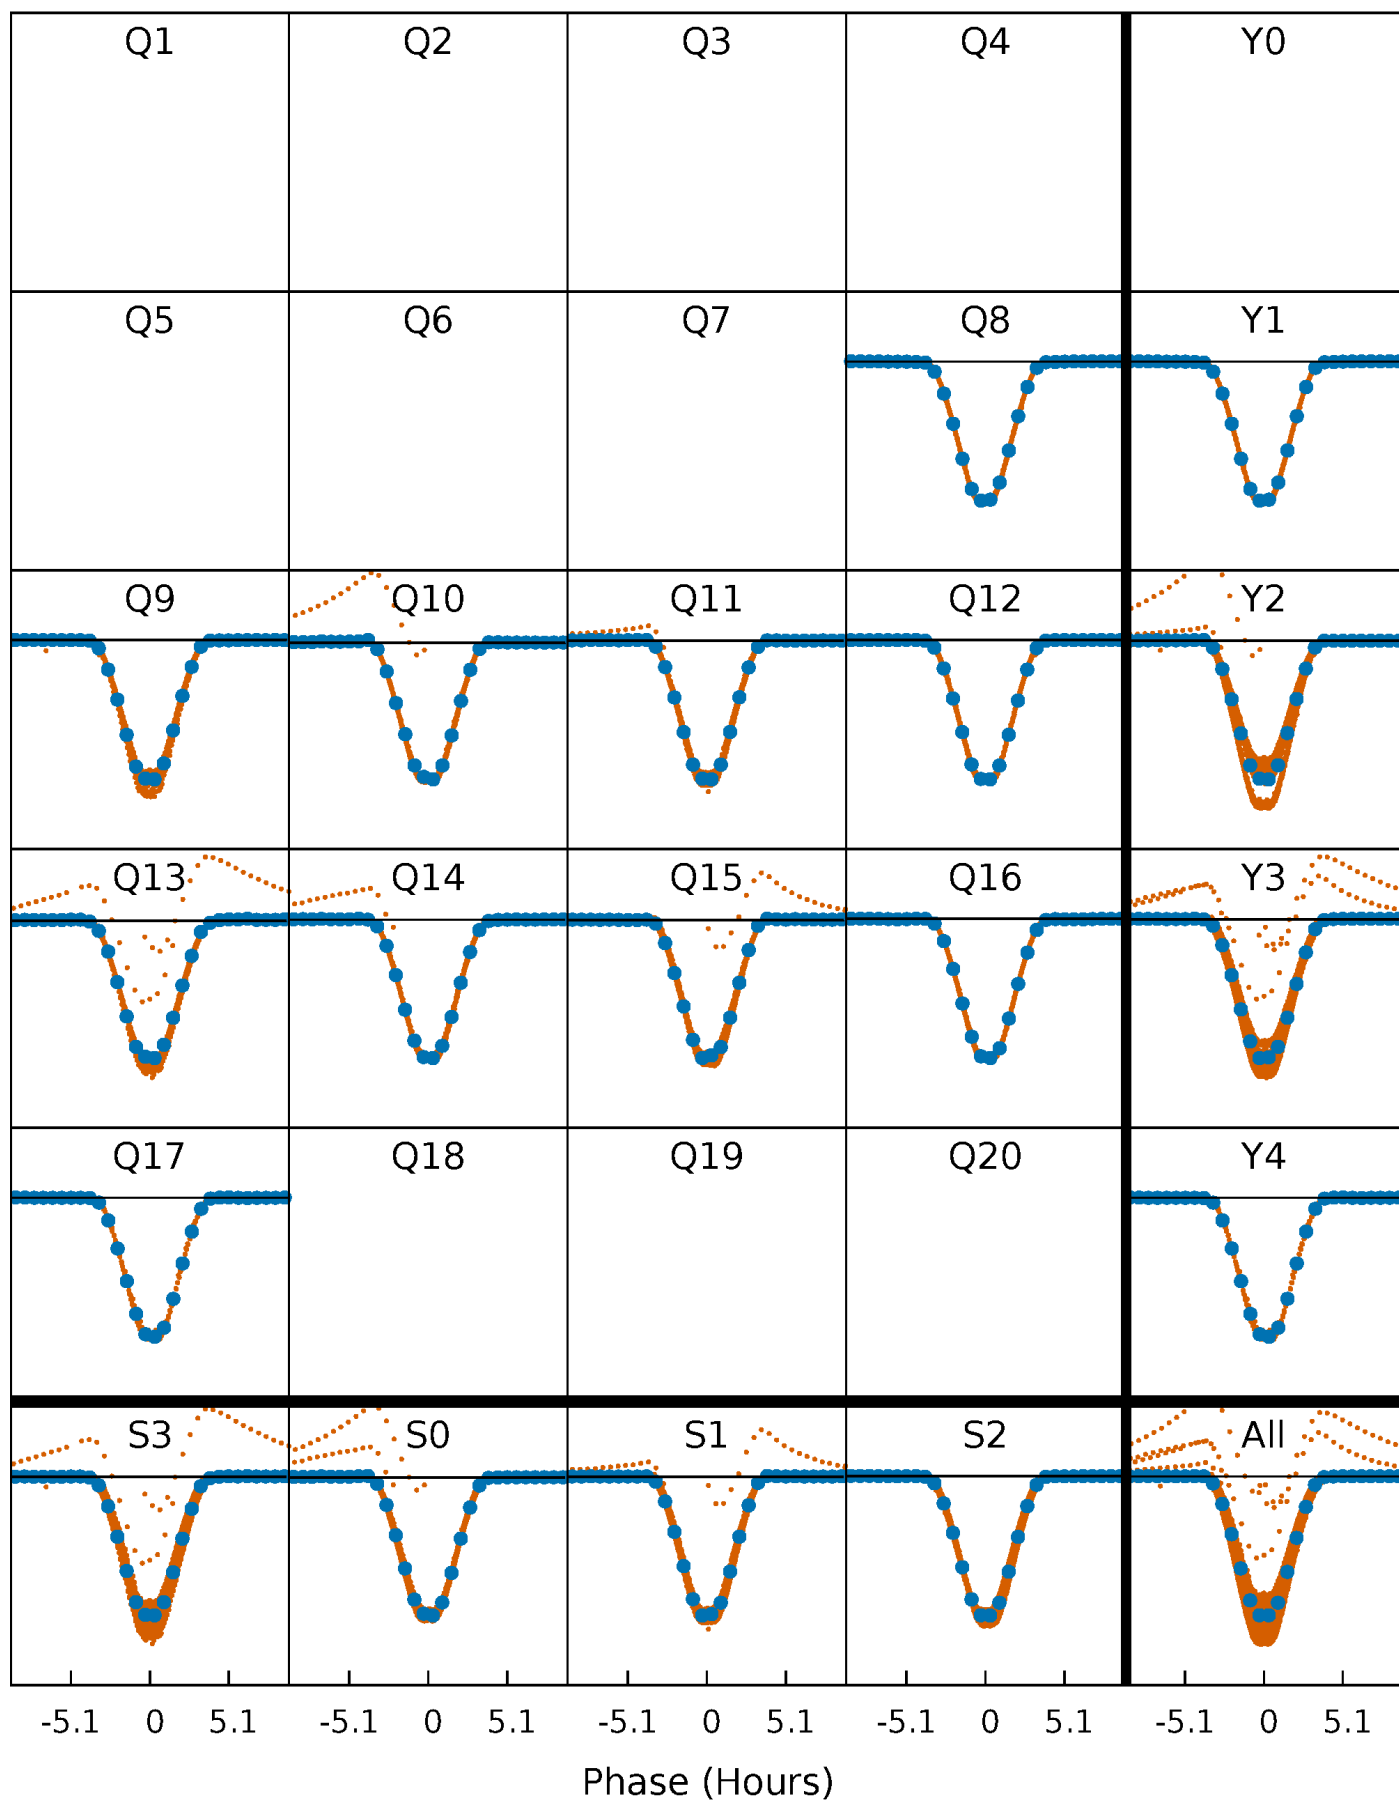 Q1 Q2 Q3 Q4 Y0
Q5 Q6 Q7 Q8 Y1
Q9 Q10 Q11 Q12 Y2
Q13 Q14 Q15 Q16 Y3
Q17 Q18 Q19 Q20 Y4
S3 S0 S1 S2 All
-5.1 0 5.1 -5.1 0 5.1 -5.1 0 5.1 -5.1 0 5.1 -5.1 0 5.1
Phase (Hours)